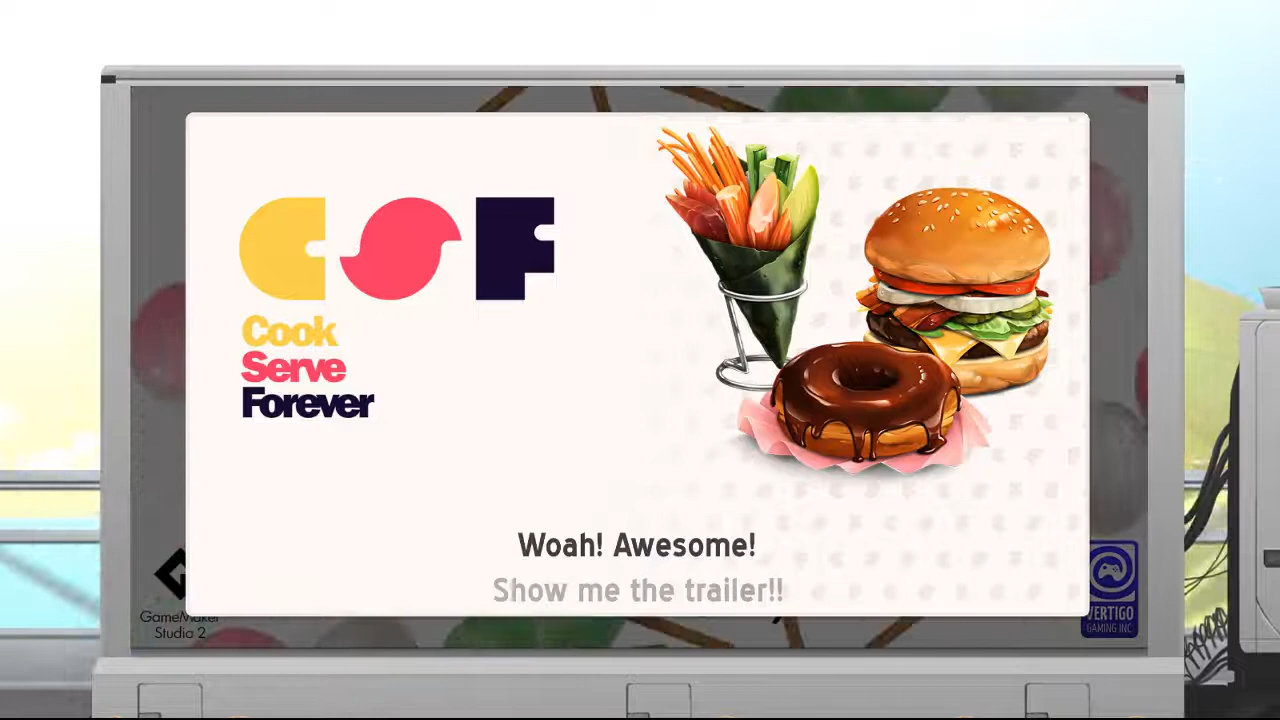 CSF
Cook
Serve
Forever
Woah! Awesome!
Show me the trailer!!
GameMaker
Studio 2
VERTIGO
GAMING INC.